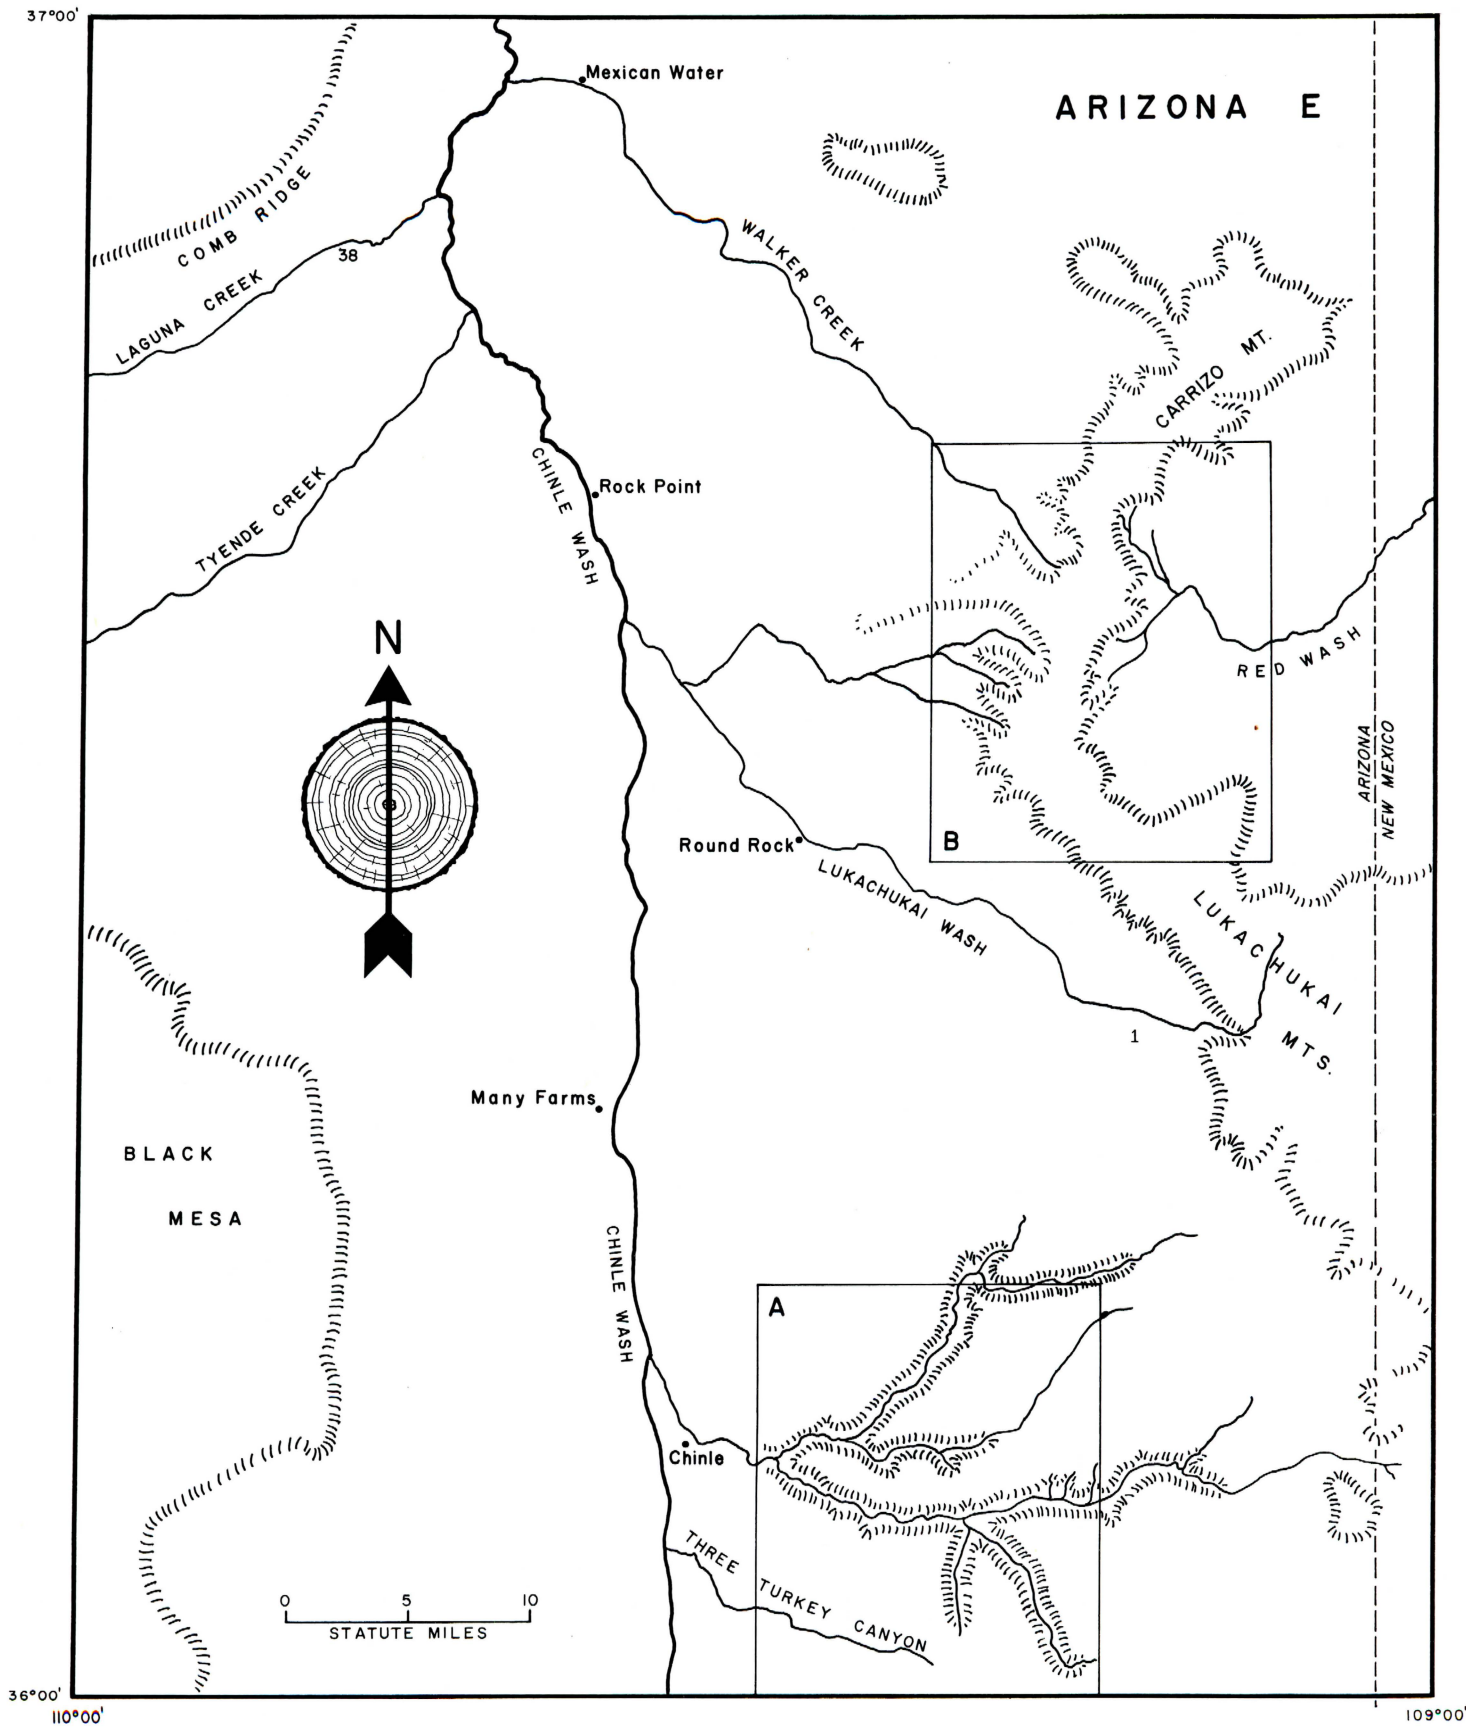 37°00'
Mexican Water
ARIZONA E
COMB RIDGE
WALKER CREEK
38
LAGUNA CREEK
CARRIZO MT.
CHINLE WASH
Rock Point
TYENDE CREEK
N
RED WASH
ARIZONA
NEW MEXICO
Round Rock
B
LUKACHUKAI WASH
LUKACHUKAI MTS.
1
Many Farms
BLACK
MESA
CHINLE WASH
A
Chinle
THREE TURKEY CANYON
0 5 10
STATUTE MILES
36°00'
110°00'
109°00'